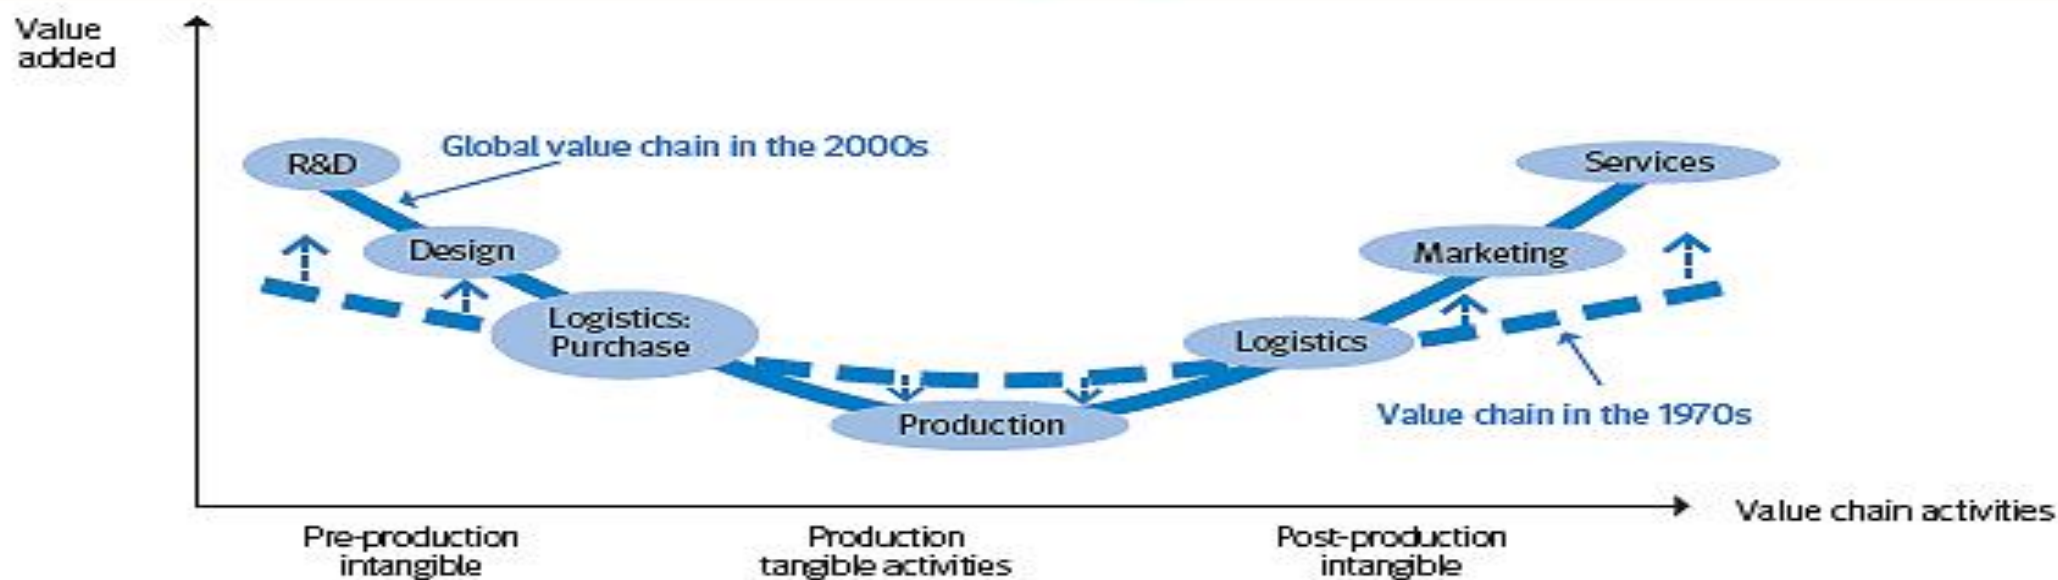 Value
added
R&D
Global value chain in the 2000s
Services
Design
Marketing
Logistics:
Purchase
Logistics
Production
Value chain in the 1970s
Value chain activities
Pre-production
intangible
Production
tangible activities
Post-production
intangible